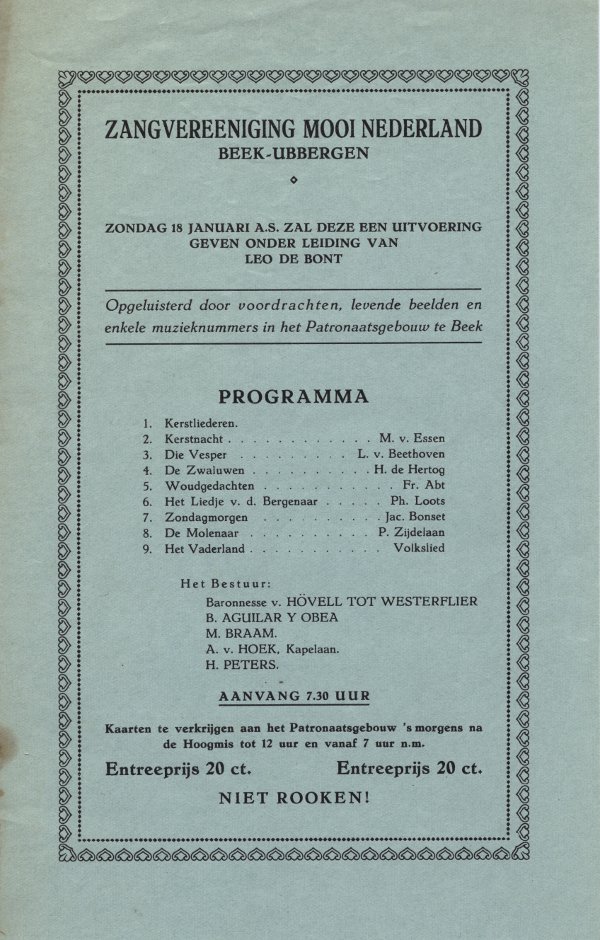 ZANGVEREENIGING MOOI NEDERLAND
BEEK-UBBERGEN
ZONDAG 18 JANUARI A.S. ZAL DEZE EEN UITVOERING
GEVEN ONDER LEIDING VAN
LEO DE BONT
Opgeluisterd door voordrachten, levende beelden en
enkele muzieknummers in het Patronaatsgebouw te Beek
PROGRAMMA
1. Kerstliederen.
2. Kerstnacht . . . . . . . . . . . . M. v. Essen
3. Die Vesper . . . . . . . . . . L. v. Beethoven
4. De Zwaluwen . . . . . . . . . . H. de Hertog
5. Woudgedachten . . . . . . . . . . . Fr. Abt
6. Het Liedje v. d. Bergenaar . . . . . Ph. Loots
7. Zondagmorgen . . . . . . . . . . Jac. Bonset
8. De Molenaar . . . . . . . . . . P. Zijdelaan
9. Het Vaderland . . . . . . . . . . . Volkslied
Het Bestuur:
Baronnesse v. HÖVELL TOT WESTERFLIER
B. AGUILAR Y OBEA
M. BRAAM.
A. v. HOEK, Kapelaan.
H. PETERS.
AANVANG 7.30 UUR
Kaarten te verkrijgen aan het Patronaatsgebouw 's morgens na
de Hoogmis tot 12 uur en vanaf 7 uur n.m.
Entreeprijs 20 ct. Entreeprijs 20 ct.
NIET ROOKEN!